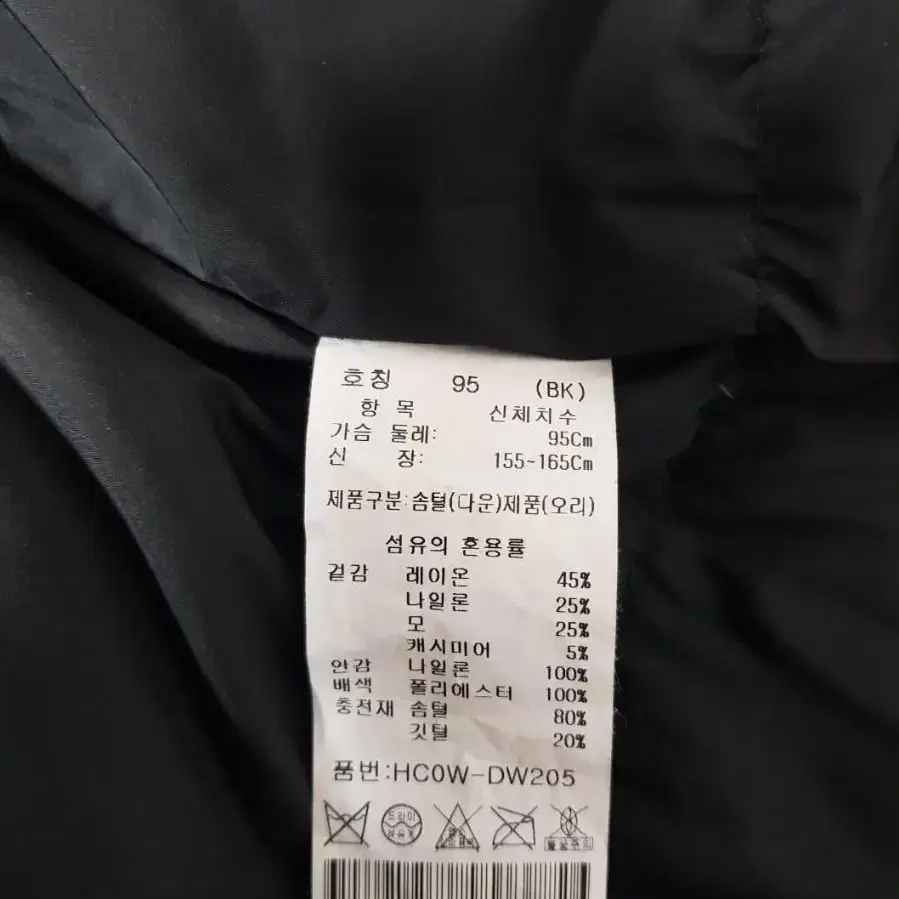 호칭 95 (BK)
항 목 신체치수
가슴 둘레: 95Cm
신 장: 155-165Cm
제품구분:솜털(다운)제품(오리)
섬유의 혼용률
겉감 레이온 45%
나일론 25%
모 25%
캐시미어 5%
안감 나일론 100%
배색 폴리에스터 100%
충전재 솜털 80%
깃털 20%
품번:HC0W-DW205
드라이